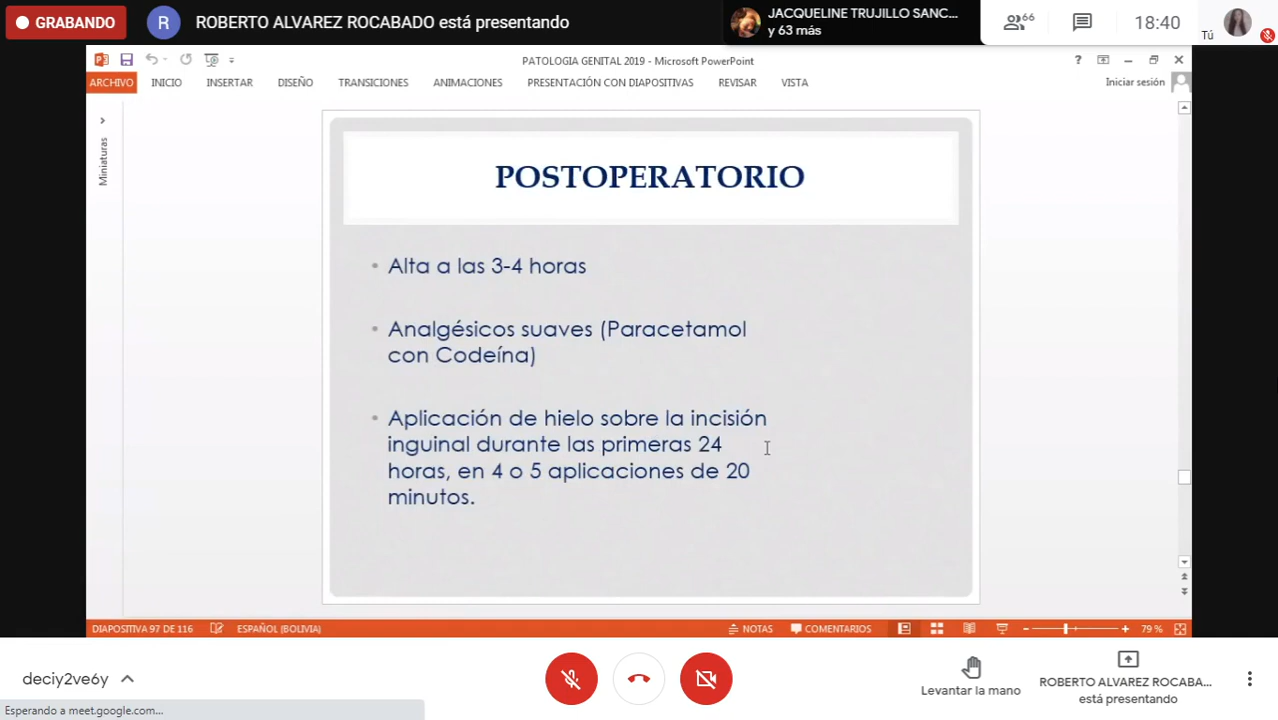 GRABANDO
R
ROBERTO ALVAREZ ROCABADO está presentando
JACQUELINE TRUJILLO SANC...
y 63 más
66
18:40
Tú
PATOLOGIA GENITAL 2019 - Microsoft PowerPoint
ARCHIVO INICIO INSERTAR DISEÑO TRANSICIONES ANIMACIONES PRESENTACIÓN CON DIAPOSITIVAS REVISAR VISTA
Iniciar sesión
Miniaturas
POSTOPERATORIO
• Alta a las 3-4 horas
• Analgésicos suaves (Paracetamol
con Codeína)
• Aplicación de hielo sobre la incisión
inguinal durante las primeras 24
horas, en 4 o 5 aplicaciones de 20
minutos.
DIAPOSITIVA 97 DE 116 ESPAÑOL (BOLIVIA) NOTAS COMENTARIOS 79 %
deciy2ve6y
Levantar la mano
ROBERTO ALVAREZ ROCABA...
está presentando
Esperando a meet.google.com...